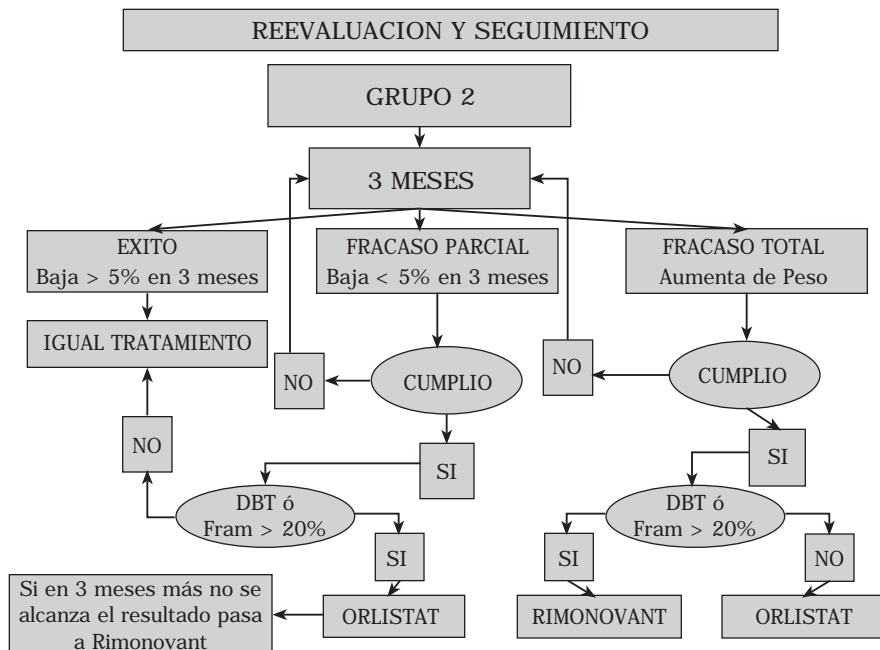 REEVALUACION Y SEGUIMIENTO
GRUPO 2
3 MESES
EXITO
Baja > 5% en 3 meses
FRACASO PARCIAL
Baja < 5% en 3 meses
FRACASO TOTAL
Aumenta de Peso
IGUAL TRATAMIENTO
NO
CUMPLIO
NO
CUMPLIO
NO
SI
SI
DBT ó
Fram > 20%
DBT ó
Fram > 20%
SI
SI
NO
Si en 3 meses más no se
alcanza el resultado pasa
a Rimonovant
ORLISTAT
RIMONOVANT
ORLISTAT